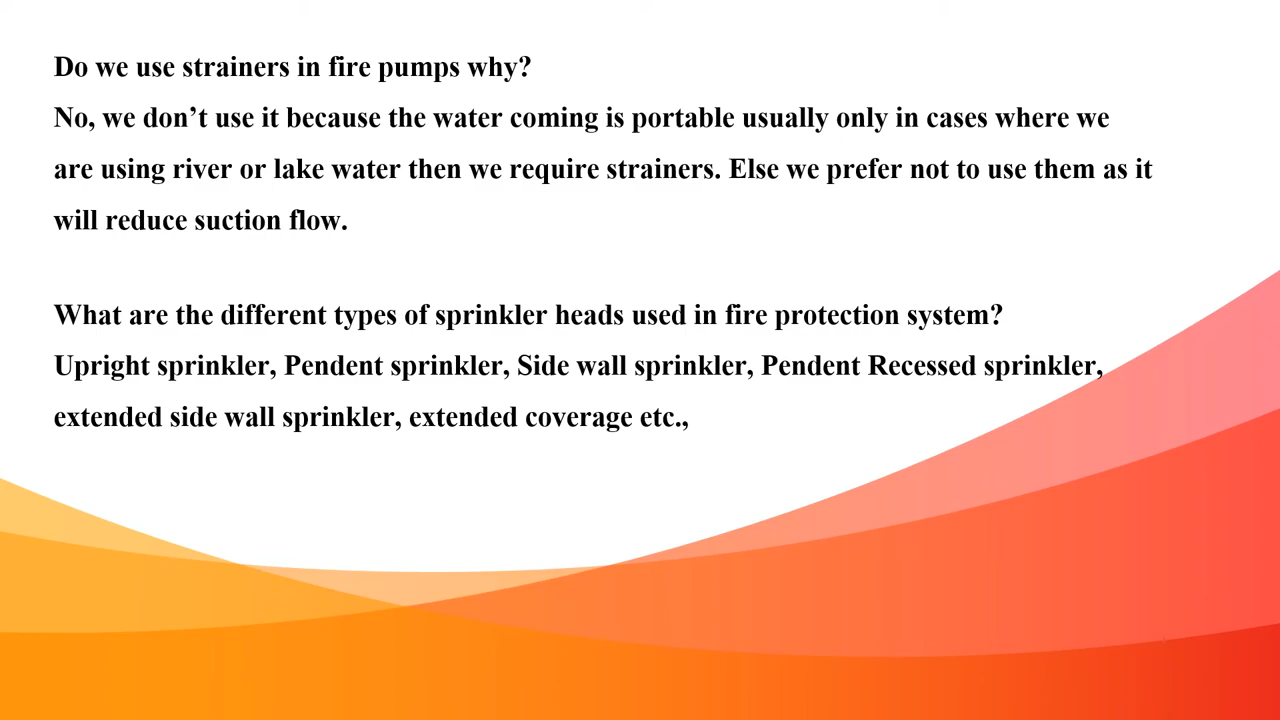 Do we use strainers in fire pumps why?
No, we don’t use it because the water coming is portable usually only in cases where we
are using river or lake water then we require strainers. Else we prefer not to use them as it
will reduce suction flow.
What are the different types of sprinkler heads used in fire protection system?
Upright sprinkler, Pendent sprinkler, Side wall sprinkler, Pendent Recessed sprinkler,
extended side wall sprinkler, extended coverage etc.,